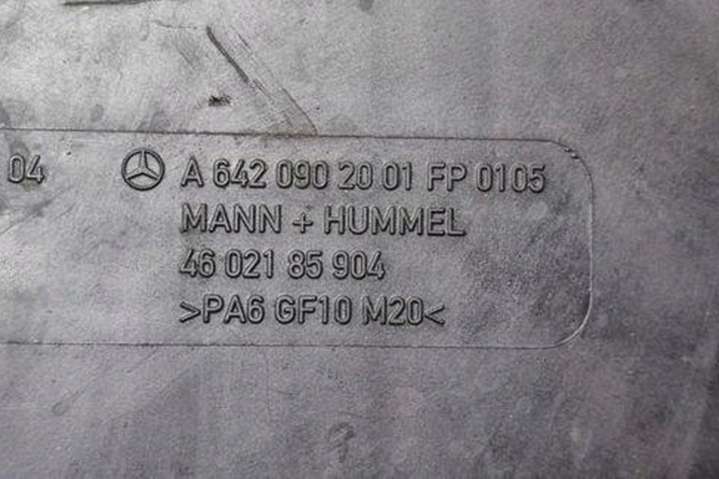 04 A 642 090 20 01 FP 0105
MANN + HUMMEL
46 021 85 904
>PA6 GF10 M20<